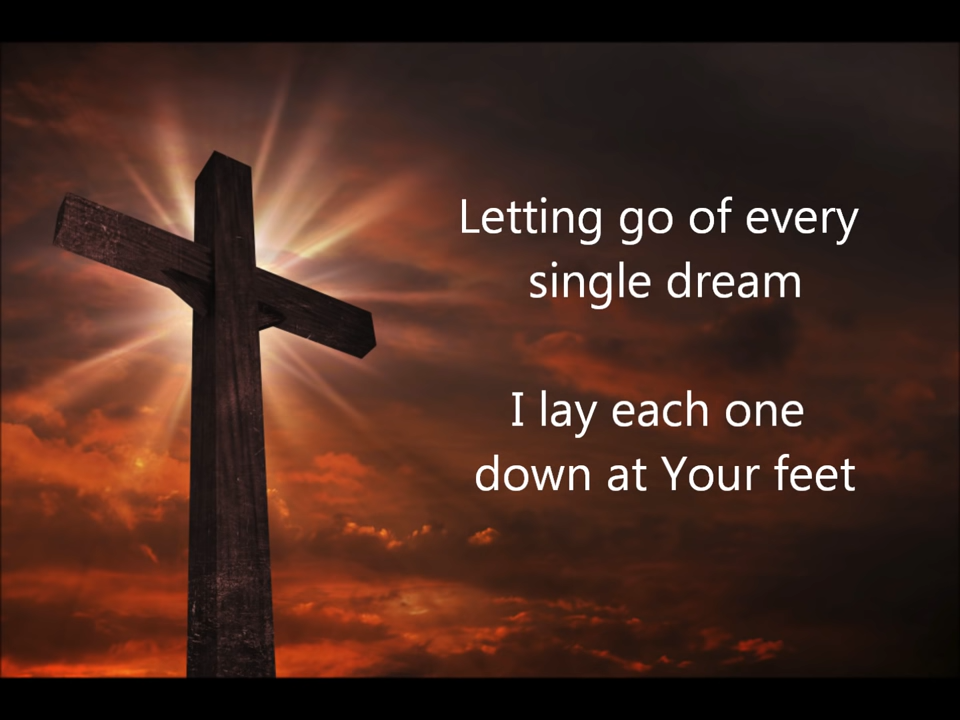 Letting go of every
single dream
I lay each one
down at Your feet